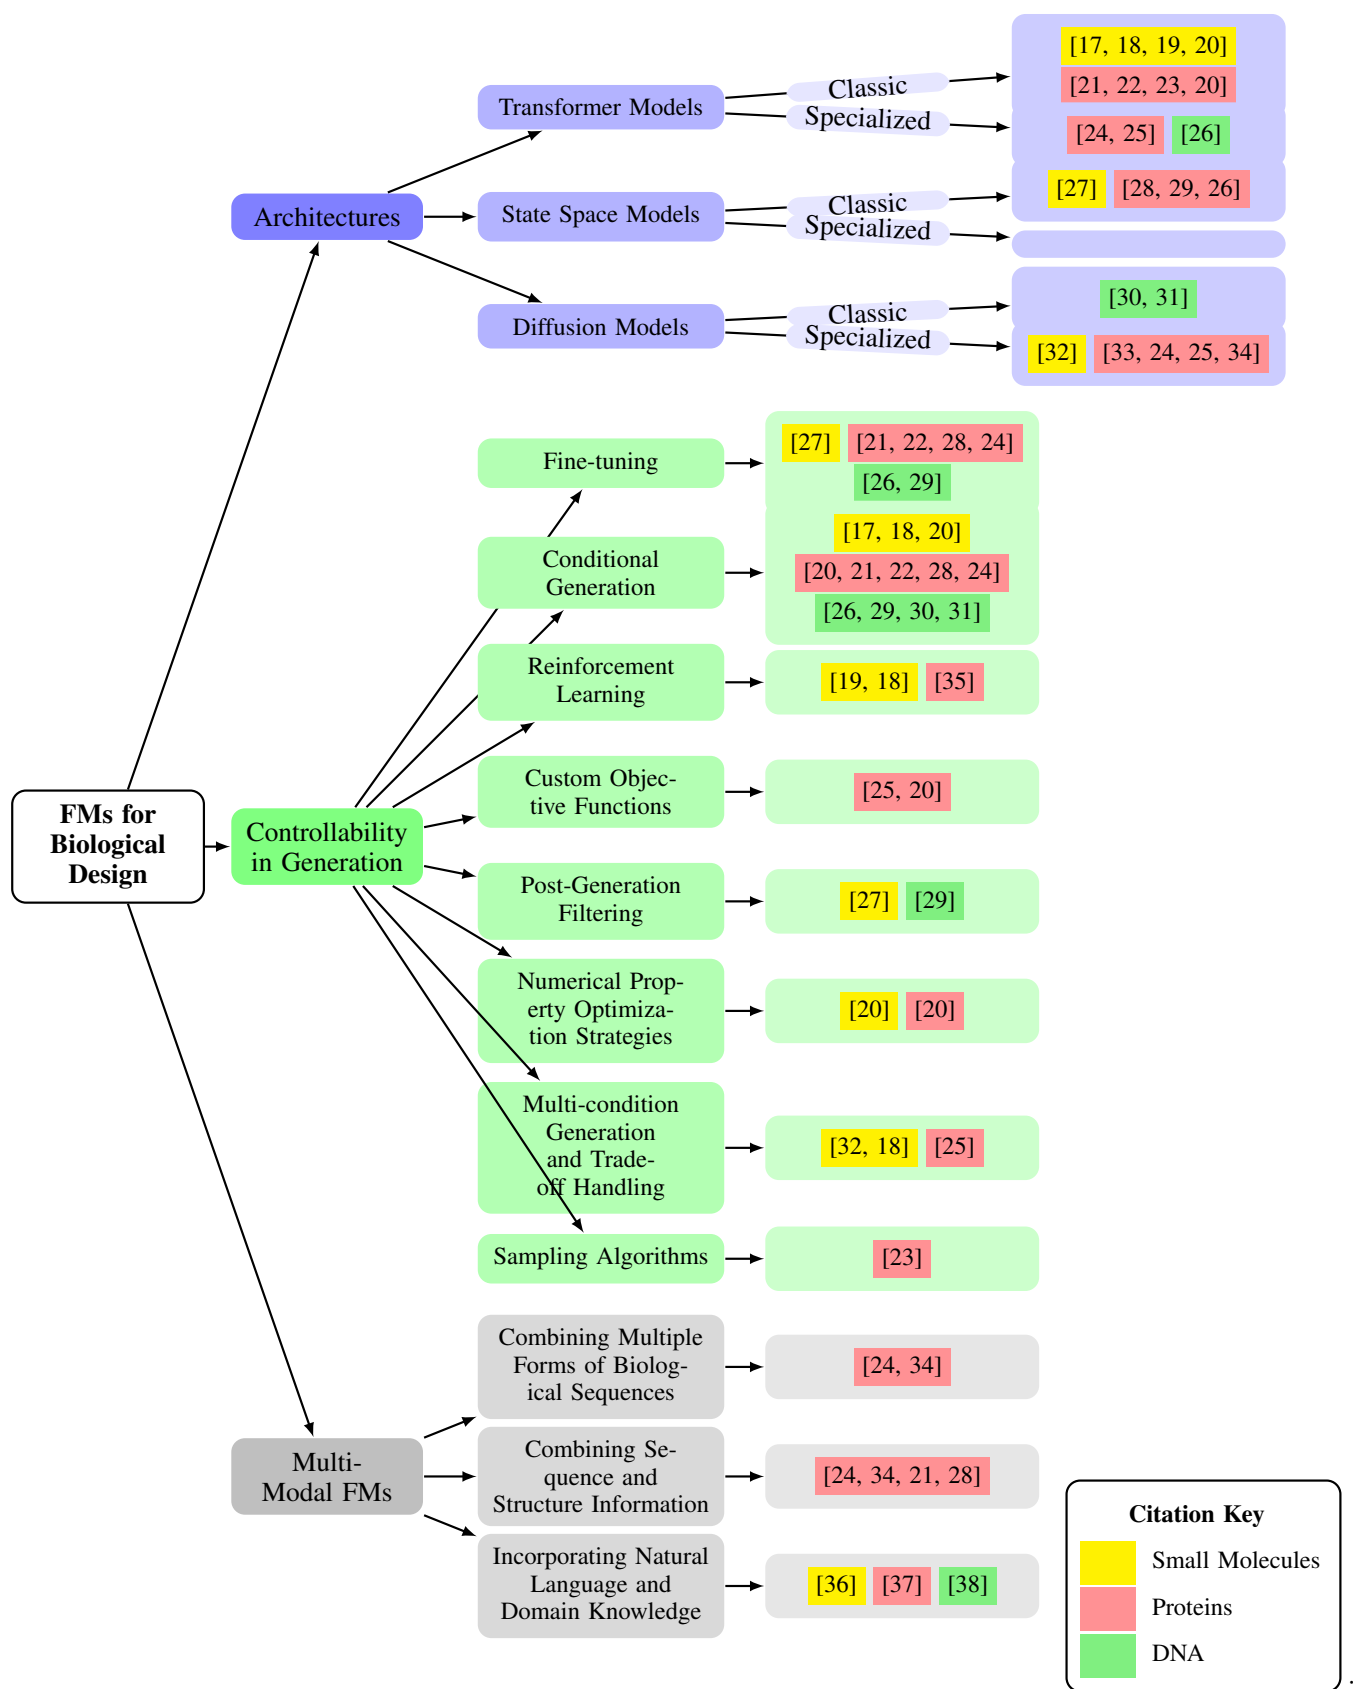 [17, 18, 19, 20]
[21, 22, 23, 20]
Transformer Models
Classic
Specialized
[24, 25] [26]
Architectures
State Space Models
Classic
Specialized
[27] [28, 29, 26]
Diffusion Models
Classic
Specialized
[30, 31]
[32] [33, 24, 25, 34]
FMs for
Biological
Design
Controllability
in Generation
Fine-tuning
[27] [21, 22, 28, 24]
[26, 29]
Conditional
Generation
[17, 18, 20]
[20, 21, 22, 28, 24]
[26, 29, 30, 31]
Reinforcement
Learning
[19, 18] [35]
Custom Objec-
tive Functions
[25, 20]
Post-Generation
Filtering
[27] [29]
Numerical Prop-
erty Optimiza-
tion Strategies
[20] [20]
Multi-condition
Generation
and Trade-
off Handling
[32, 18] [25]
Sampling Algorithms
[23]
Multi-
Modal FMs
Combining Multiple
Forms of Biolog-
ical Sequences
[24, 34]
Combining Se-
quence and
Structure Information
[24, 34, 21, 28]
Incorporating Natural
Language and
Domain Knowledge
[36] [37] [38]
Citation Key
Small Molecules
Proteins
DNA
.